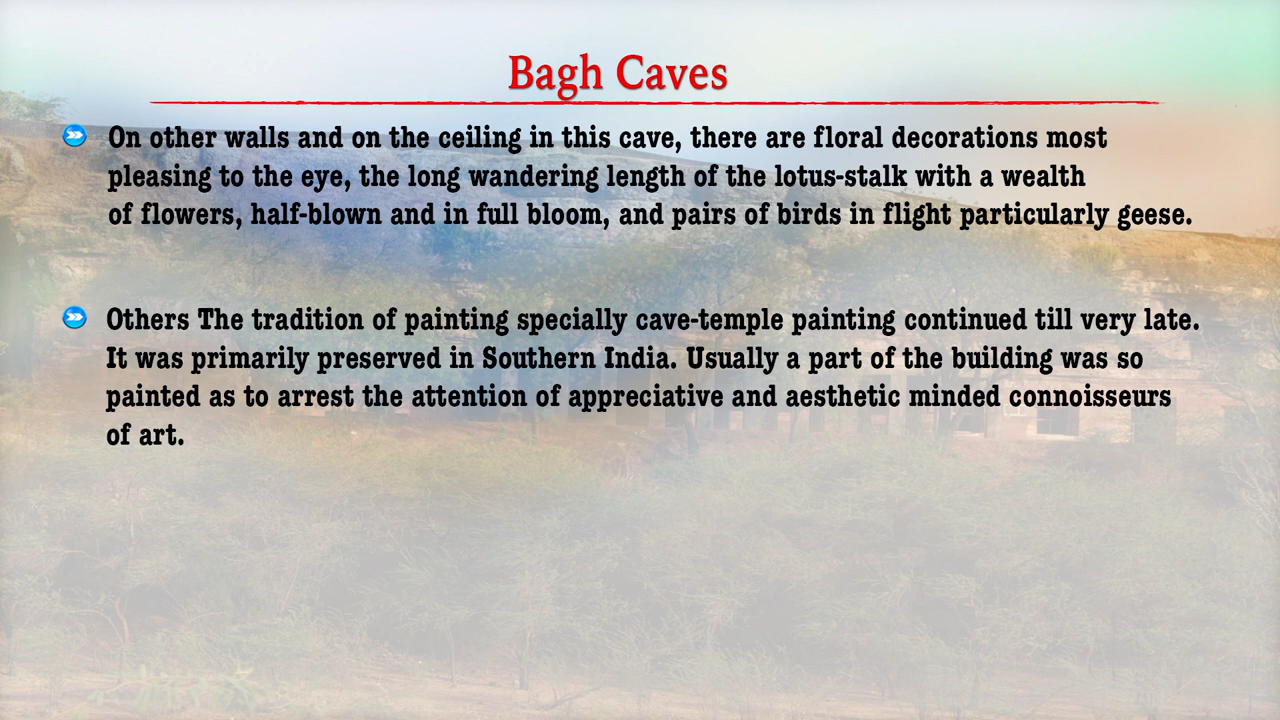 Bagh Caves
On other walls and on the ceiling in this cave, there are floral decorations most
pleasing to the eye, the long wandering length of the lotus-stalk with a wealth
of flowers, half-blown and in full bloom, and pairs of birds in flight particularly geese.
Others The tradition of painting specially cave-temple painting continued till very late.
It was primarily preserved in Southern India. Usually a part of the building was so
painted as to arrest the attention of appreciative and aesthetic minded connoisseurs
of art.